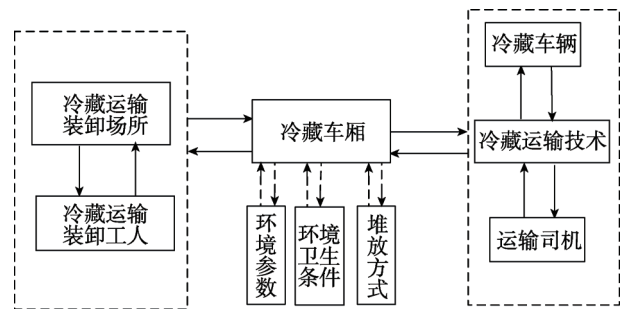 冷藏运输
装卸场所
冷藏运输
装卸工人
冷藏车厢
环境参数
环境
卫生
条件
堆放方式
冷藏车辆
冷藏运输技术
运输司机